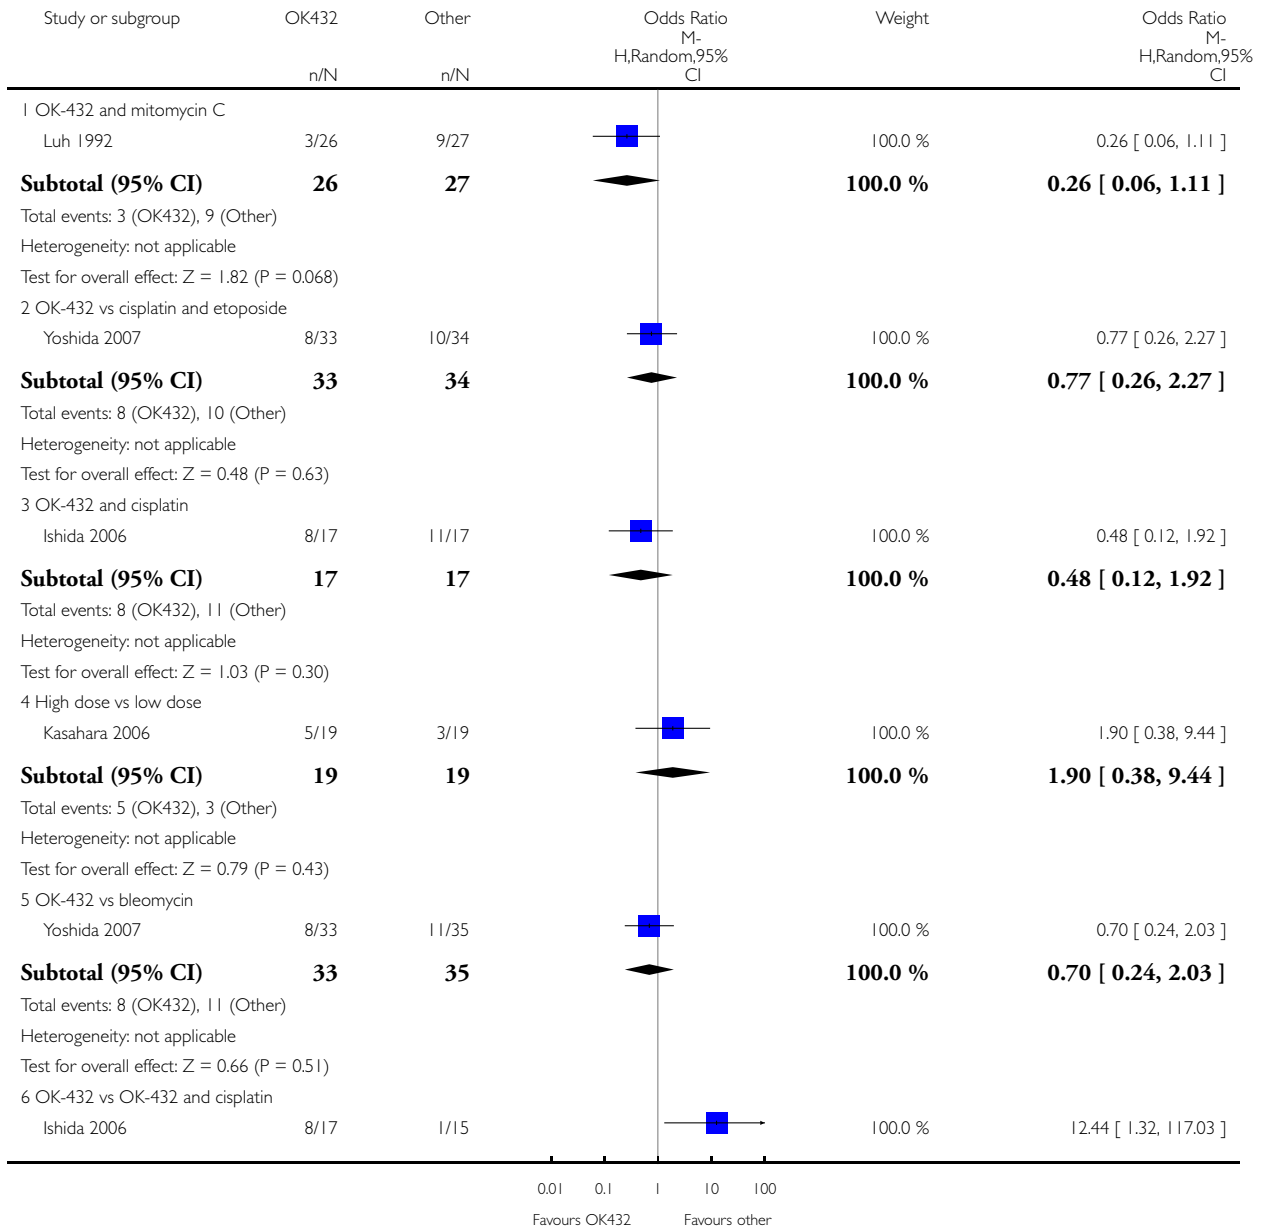 Study or subgroup OK432 Other Odds Ratio Weight Odds Ratio
M- M-
H,Random,95% H,Random,95%
n/N n/N CI CI
1 OK-432 and mitomycin C
Luh 1992 3/26 9/27 100.0 % 0.26 [ 0.06, 1.11 ]
Subtotal (95% CI) 26 27 100.0 % 0.26 [ 0.06, 1.11 ]
Total events: 3 (OK432), 9 (Other)
Heterogeneity: not applicable
Test for overall effect: Z = 1.82 (P = 0.068)
2 OK-432 vs cisplatin and etoposide
Yoshida 2007 8/33 10/34 100.0 % 0.77 [ 0.26, 2.27 ]
Subtotal (95% CI) 33 34 100.0 % 0.77 [ 0.26, 2.27 ]
Total events: 8 (OK432), 10 (Other)
Heterogeneity: not applicable
Test for overall effect: Z = 0.48 (P = 0.63)
3 OK-432 and cisplatin
Ishida 2006 8/17 11/17 100.0 % 0.48 [ 0.12, 1.92 ]
Subtotal (95% CI) 17 17 100.0 % 0.48 [ 0.12, 1.92 ]
Total events: 8 (OK432), 11 (Other)
Heterogeneity: not applicable
Test for overall effect: Z = 1.03 (P = 0.30)
4 High dose vs low dose
Kasahara 2006 5/19 3/19 100.0 % 1.90 [ 0.38, 9.44 ]
Subtotal (95% CI) 19 19 100.0 % 1.90 [ 0.38, 9.44 ]
Total events: 5 (OK432), 3 (Other)
Heterogeneity: not applicable
Test for overall effect: Z = 0.79 (P = 0.43)
5 OK-432 vs bleomycin
Yoshida 2007 8/33 11/35 100.0 % 0.70 [ 0.24, 2.03 ]
Subtotal (95% CI) 33 35 100.0 % 0.70 [ 0.24, 2.03 ]
Total events: 8 (OK432), 11 (Other)
Heterogeneity: not applicable
Test for overall effect: Z = 0.66 (P = 0.51)
6 OK-432 vs OK-432 and cisplatin
Ishida 2006 8/17 1/15 100.0 % 12.44 [ 1.32, 117.03 ]
0.01 0.1 1 10 100
Favours OK432 Favours other